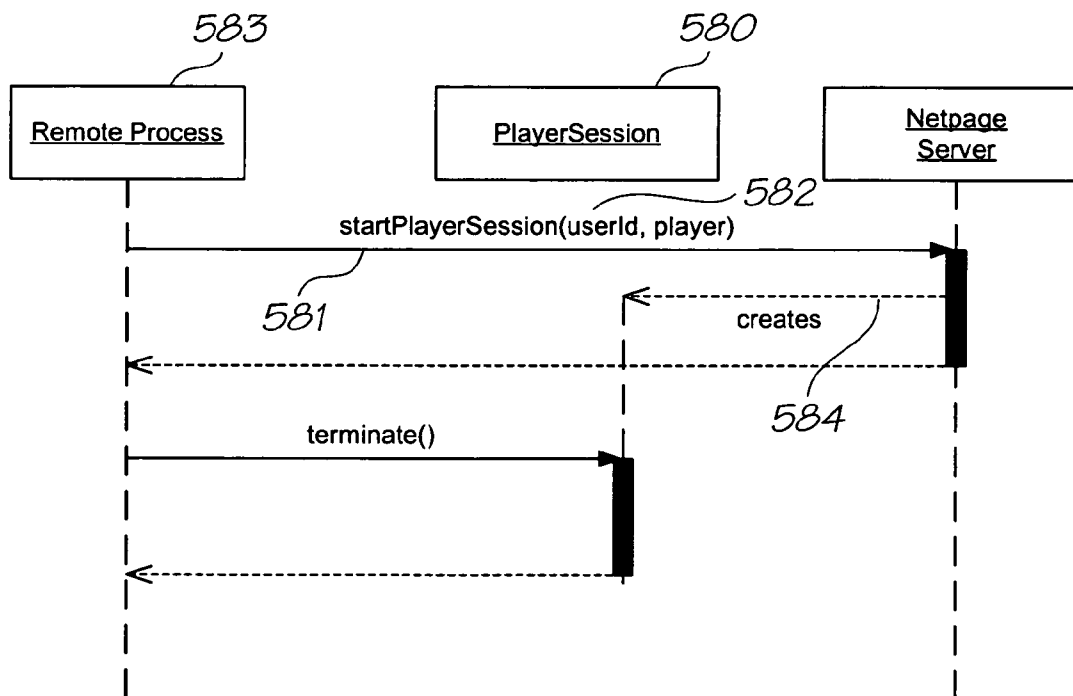 583
580
Remote Process
PlayerSession
Netpage
Server
582
startPlayerSession(userId, player)
581
creates
584
terminate()